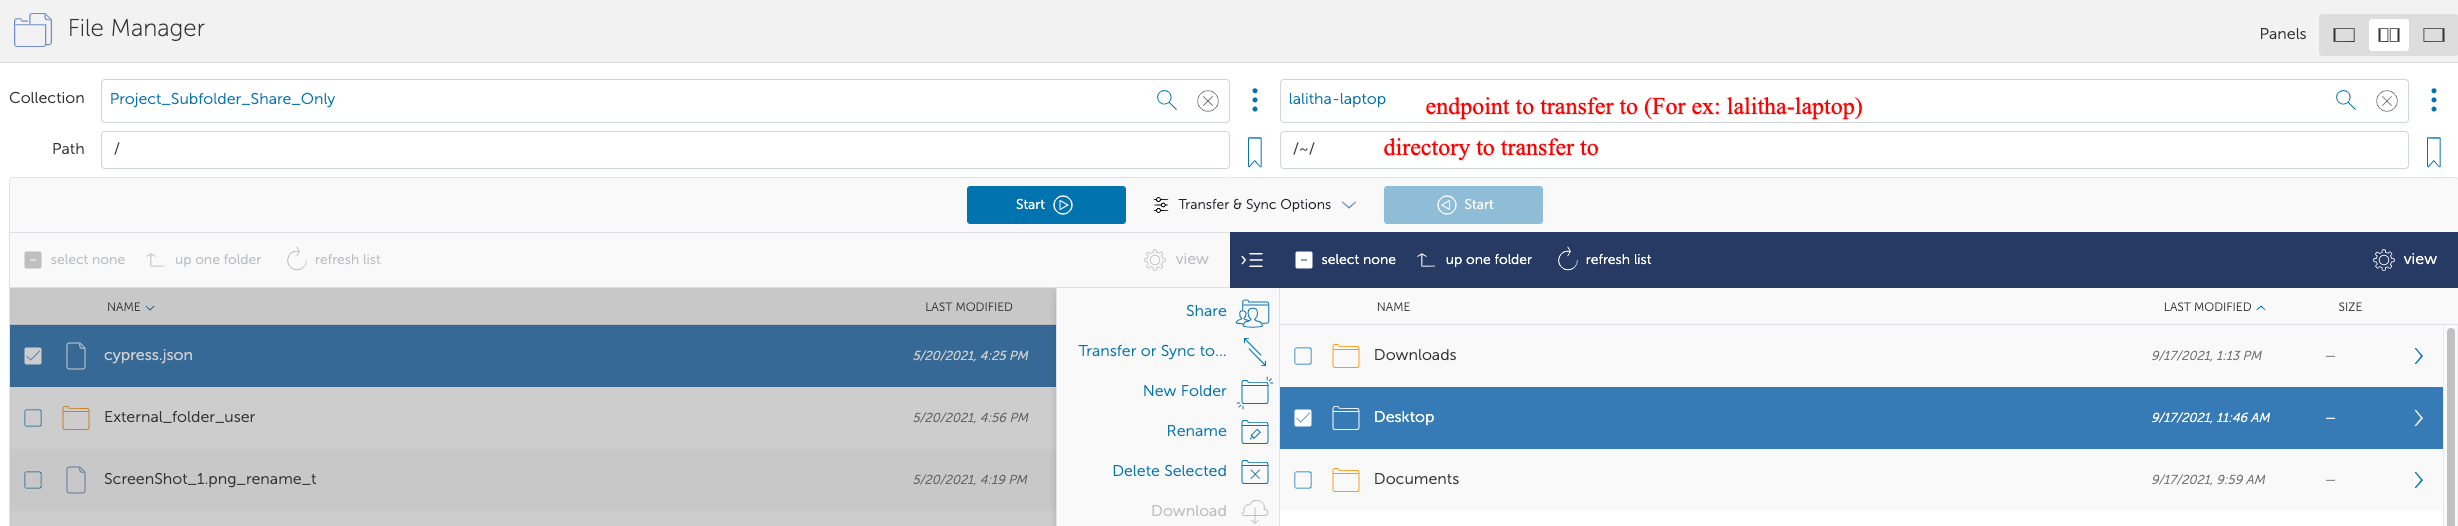 File Manager
Panels
Collection Project_Subfolder_Share_Only lalitha-laptop endpoint to transfer to (For ex: lalitha-laptop)
Path / /~/ directory to transfer to
Start Transfer & Sync Options Start
select none up one folder refresh list view select none up one folder refresh list view
NAME LAST MODIFIED Share NAME LAST MODIFIED SIZE
cypress.json 5/20/2021, 4:25 PM Transfer or Sync to... Downloads 9/17/2021, 1:13 PM –
New Folder
External_folder_user 5/20/2021, 4:56 PM Desktop 9/17/2021, 11:46 AM –
Rename
Delete Selected
ScreenShot_1.png_rename_t 5/20/2021, 4:19 PM Documents 9/17/2021, 9:59 AM –
Download